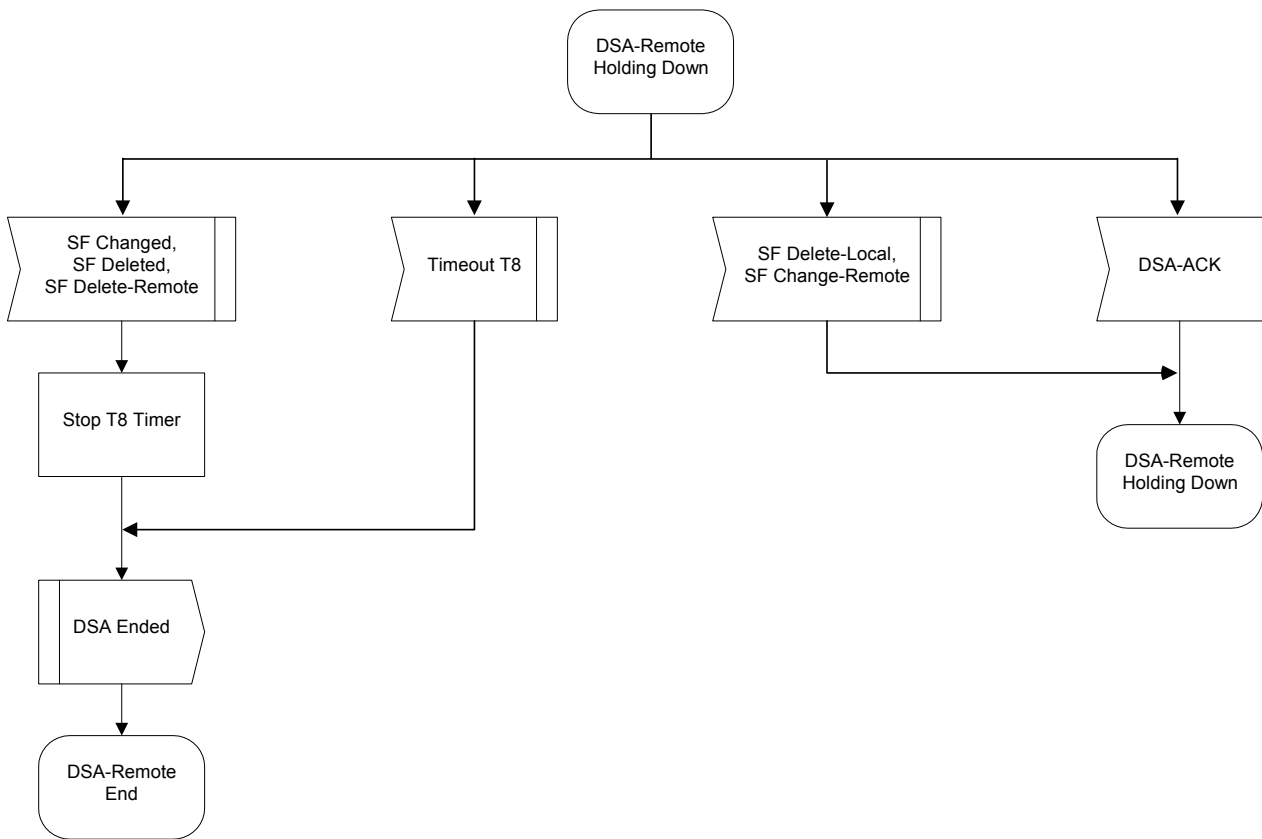 DSA-Remote
Holding Down
SF Changed,
SF Deleted,
SF Delete-Remote
Timeout T8
SF Delete-Local,
SF Change-Remote
DSA-ACK
Stop T8 Timer
DSA-Remote
Holding Down
DSA Ended
DSA-Remote
End